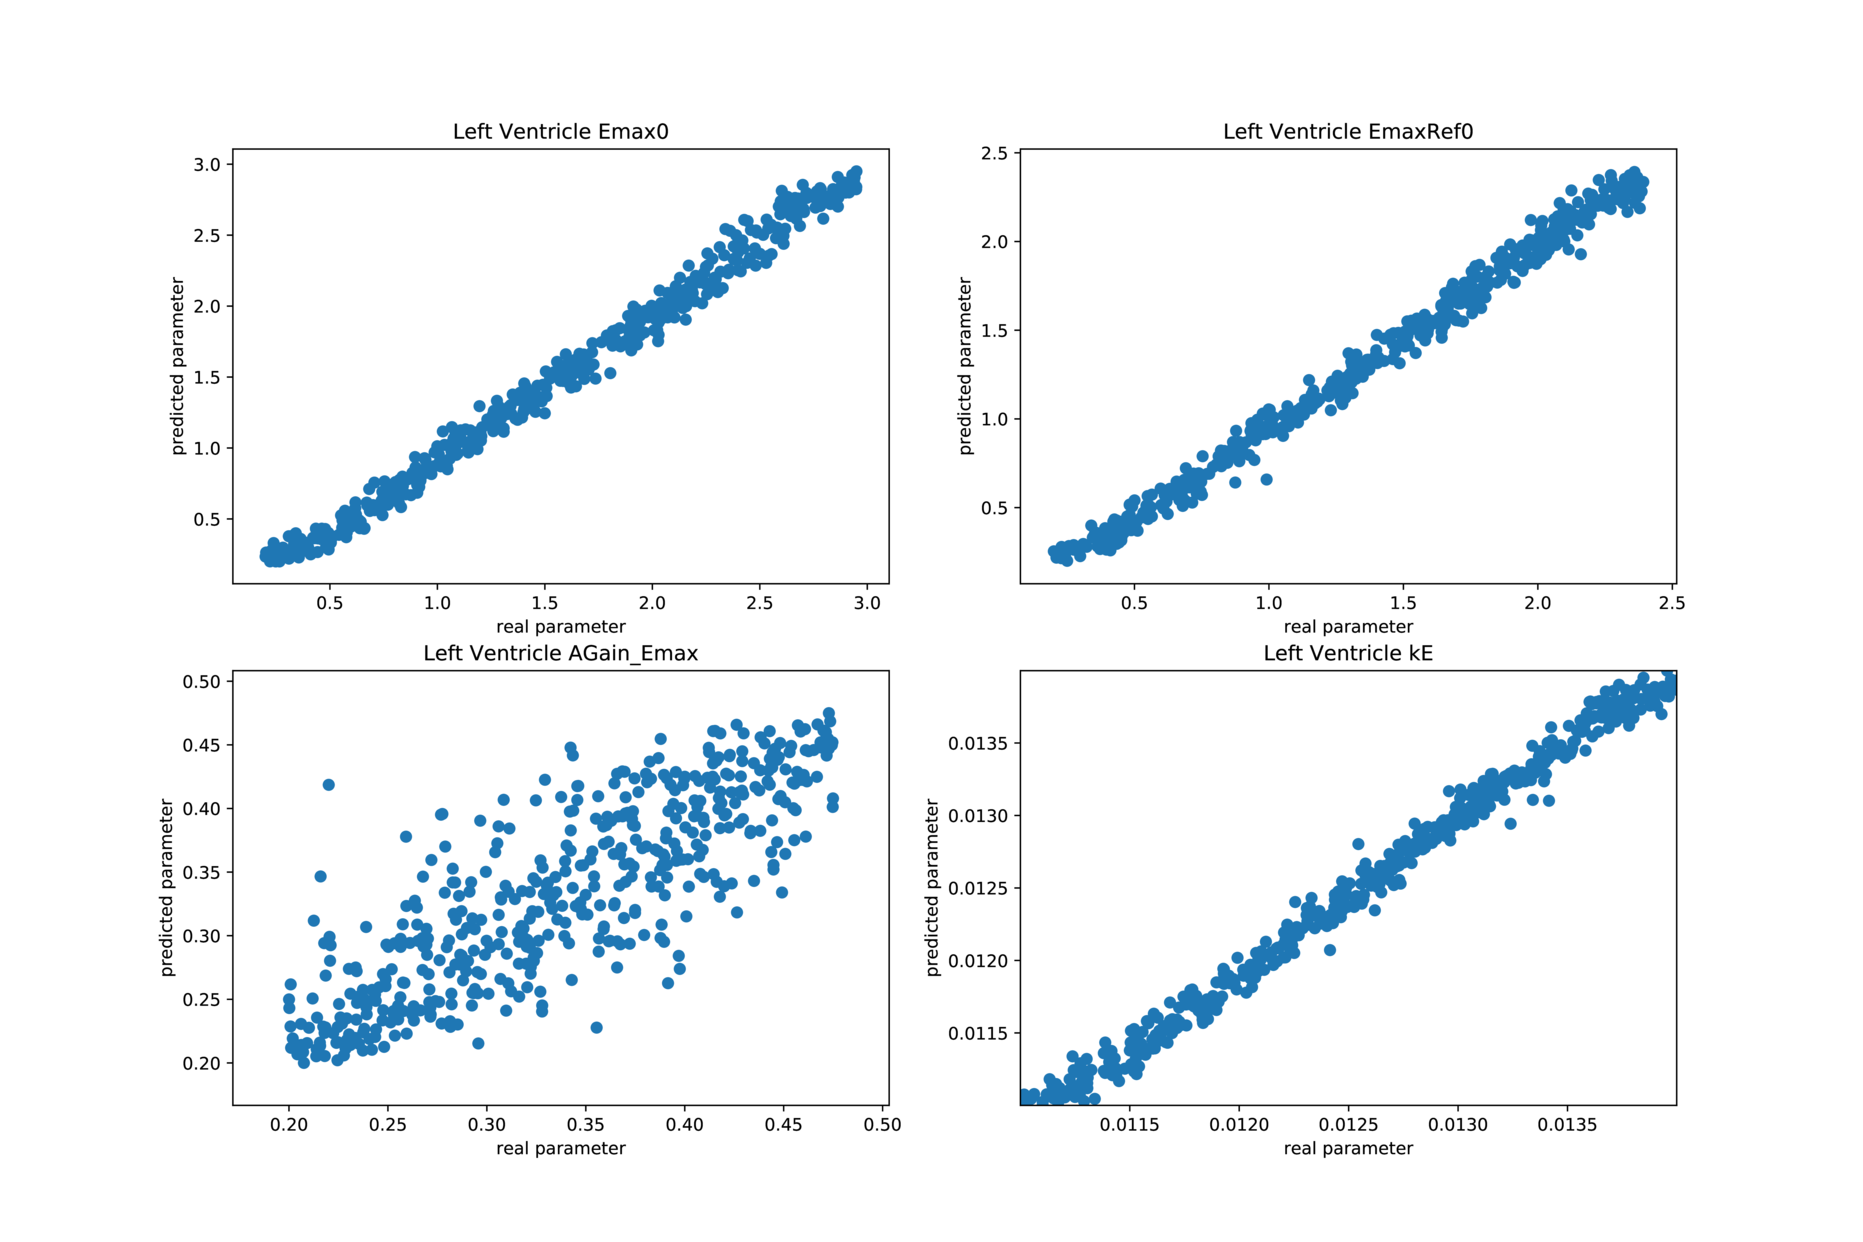 Left Ventricle Emax0
3.0
2.5
2.0
1.5
1.0
0.5
predicted parameter
0.5 1.0 1.5 2.0 2.5 3.0
real parameter
Left Ventricle EmaxRef0
2.5
2.0
1.5
1.0
0.5
predicted parameter
0.5 1.0 1.5 2.0 2.5
real parameter
Left Ventricle AGain_Emax
0.50
0.45
0.40
0.35
0.30
0.25
0.20
predicted parameter
0.20 0.25 0.30 0.35 0.40 0.45 0.50
real parameter
Left Ventricle kE
0.0135
0.0130
0.0125
0.0120
0.0115
predicted parameter
0.0115 0.0120 0.0125 0.0130 0.0135
real parameter